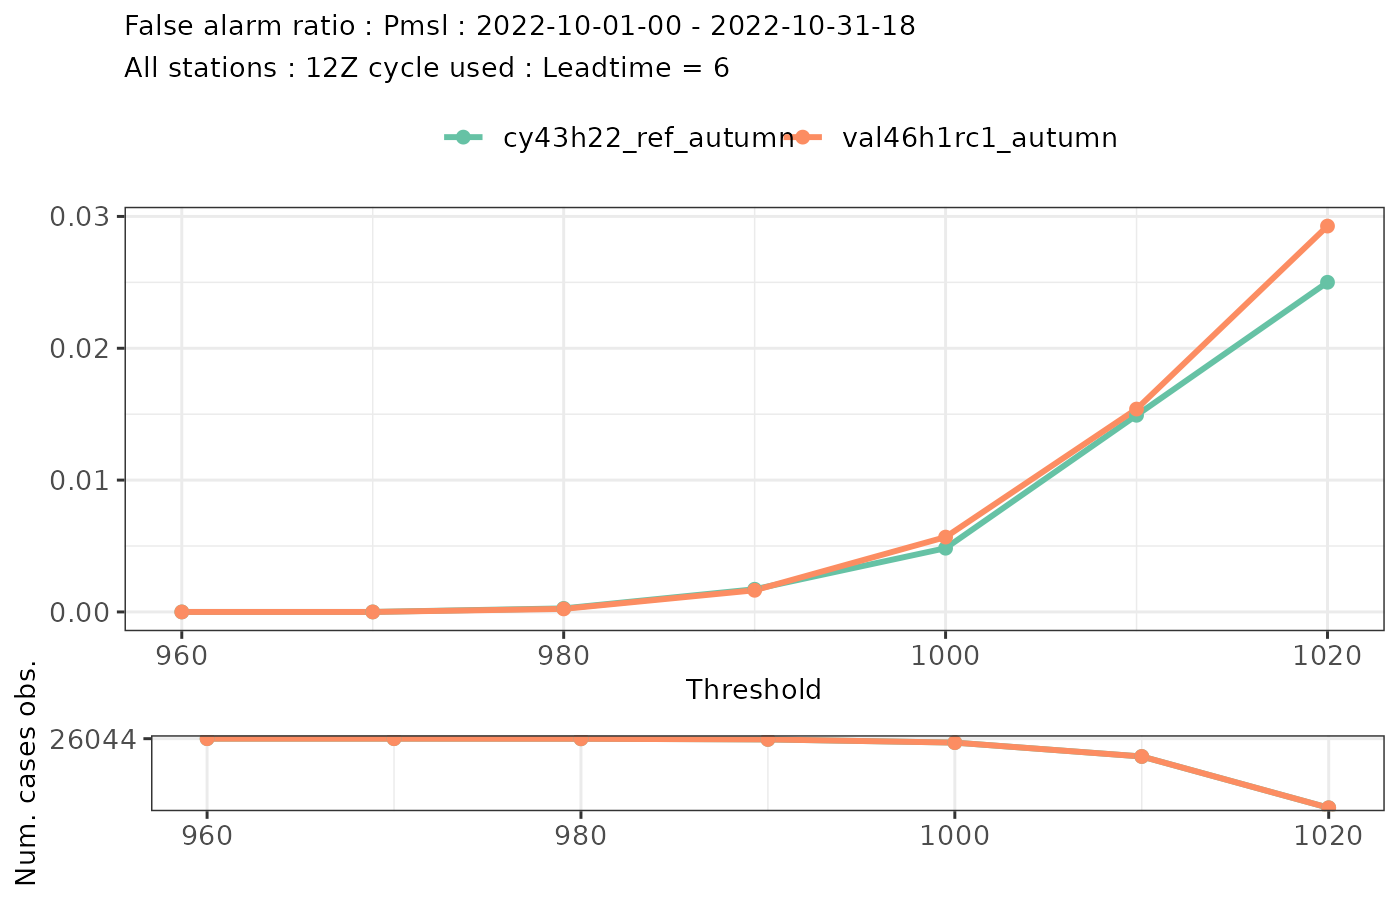 False alarm ratio : Pmsl : 2022-10-01-00 - 2022-10-31-18
All stations : 12Z cycle used : Leadtime = 6
cy43h22_ref_autumn val46h1rc1_autumn
0.03
0.02
0.01
0.00
960 980 1000 1020
Threshold
Num. cases obs.
26044
960 980 1000 1020